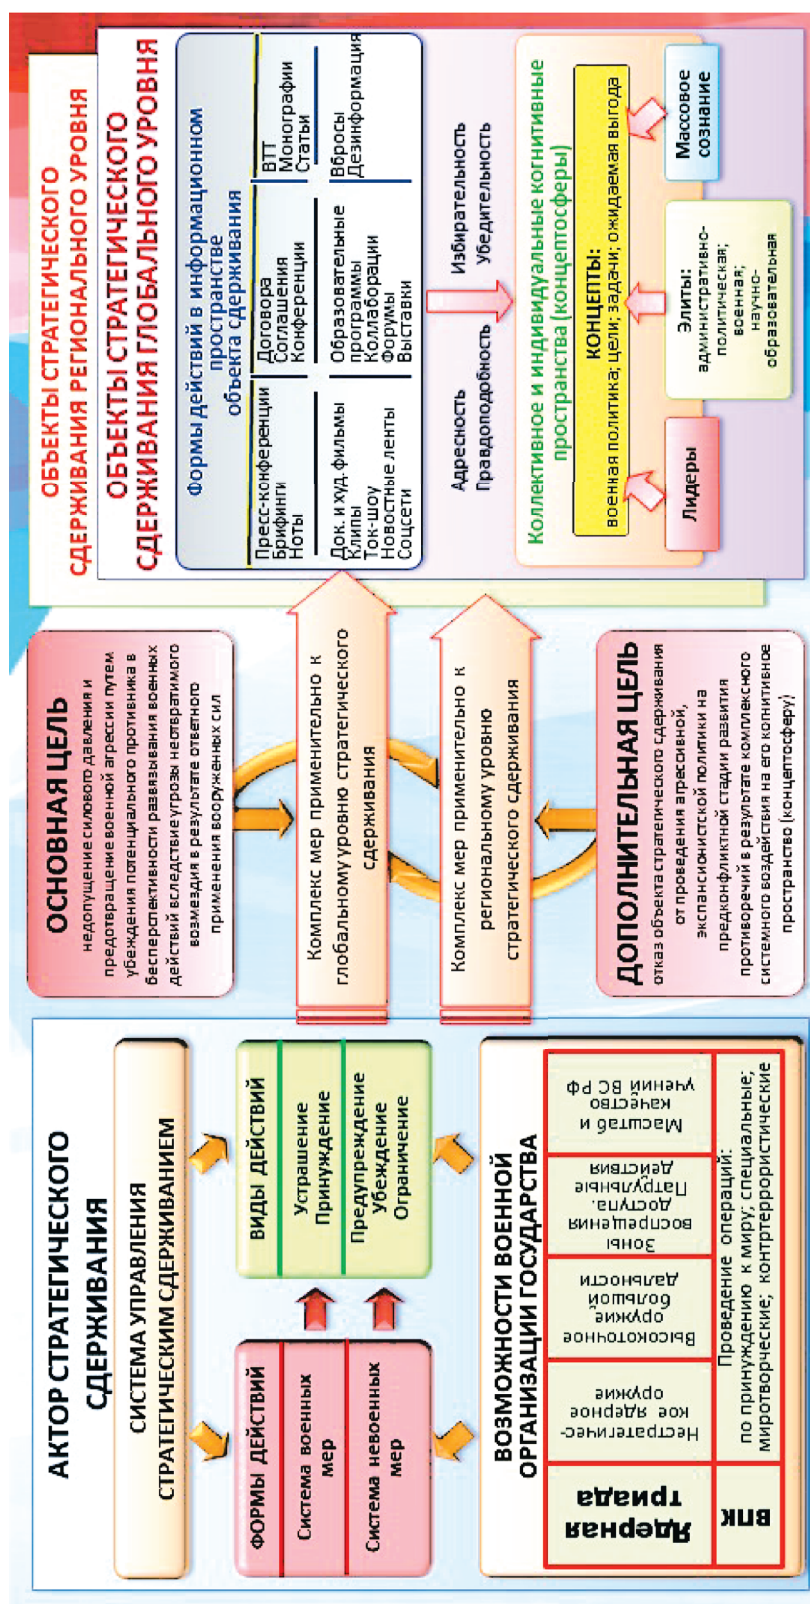 АКТОР СТРАТЕГИЧЕСКОГО
СДЕРЖИВАНИЯ
СИСТЕМА УПРАВЛЕНИЯ
СТРАТЕГИЧЕСКИМ СДЕРЖИВАНИЕМ
ФОРМЫ ДЕЙСТВИЙ
Система военных
мер
Система невоенных
мер
ВИДЫ ДЕЙСТВИЙ
Устрашение
Принуждение
Предупреждение
Убеждение
Ограничение
ВОЗМОЖНОСТИ ВОЕННОЙ
ОРГАНИЗАЦИИ ГОСУДАРСТВА
Ядерная
триада
Нестратегичес-
кое ядерное
оружие
Высокоточное
оружие
большой
дальности
Зоны
воспрещения
доступа.
Патрульные
действия
Масштаб и
качество
учений ВС РФ
ВПК
Проведение операций:
по принуждению к миру; специальные;
миротворческие; контртеррористические
ОСНОВНАЯ ЦЕЛЬ
недопущение силового давления и
предотвращение военной агрессии путем
убеждения потенциального противника в
бесперспективности развязывания военных
действий вследствие угрозы неотвратимого
возмездия в результате ответного
применения вооруженных сил
Комплекс мер применительно к
глобальному уровню стратегического
сдерживания
Комплекс мер применительно к
региональному уровню
стратегического сдерживания
ДОПОЛНИТЕЛЬНАЯ ЦЕЛЬ
отказ объекта стратегического сдерживания
от проведения агрессивной,
экспансионистской политики на
предконфликтной стадии развития
противоречий в результате комплексного
системного воздействия на его когнитивное
пространство (концептосферу)
ОБЪЕКТЫ СТРАТЕГИЧЕСКОГО
СДЕРЖИВАНИЯ РЕГИОНАЛЬНОГО УРОВНЯ
ОБЪЕКТЫ СТРАТЕГИЧЕСКОГО
СДЕРЖИВАНИЯ ГЛОБАЛЬНОГО УРОВНЯ
Формы действий в информационном
пространстве
объекта сдерживания
Пресс-конференции
Брифинги
Ноты
Договора
Соглашения
Конференции
ВТТ
Монографии
Статьи
Док. и худ. фильмы
Клипы
Ток-шоу
Новостные ленты
Соцсети
Образовательные
программы
Коллаборации
Форумы
Выставки
Вбросы
Дезинформация
Адресность
Правдоподобность
Избирательность
Убедительность
Коллективное и индивидуальные когнитивные
пространства (концептосферы)
КОНЦЕПТЫ:
военная политика; цели; задачи; ожидаемая выгода
Лидеры
Элиты:
административно-
политическая;
военная;
научно-
образовательная
Массовое
сознание